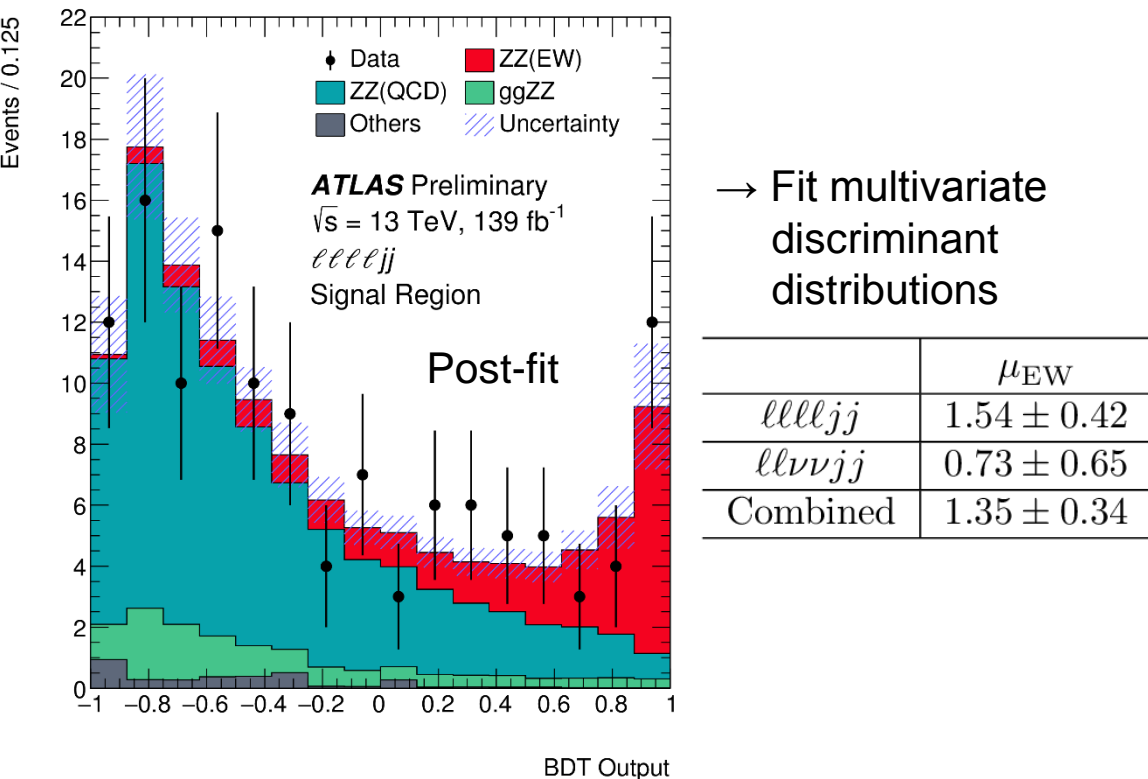 Events / 0.125
22
20
18
16
14
12
10
8
6
4
2
0
Data
ZZ(EW)
ZZ(QCD)
ggZZ
Others
Uncertainty
ATLAS Preliminary
√s = 13 TeV, 139 fb⁻¹
ℓℓℓℓjj
Signal Region
Post-fit
−1 −0.8 −0.6 −0.4 −0.2 0 0.2 0.4 0.6 0.8 1
BDT Output
→ Fit multivariate
discriminant
distributions
μ_EW
ℓℓℓℓjj 1.54 ± 0.42
ℓℓννjj 0.73 ± 0.65
Combined 1.35 ± 0.34